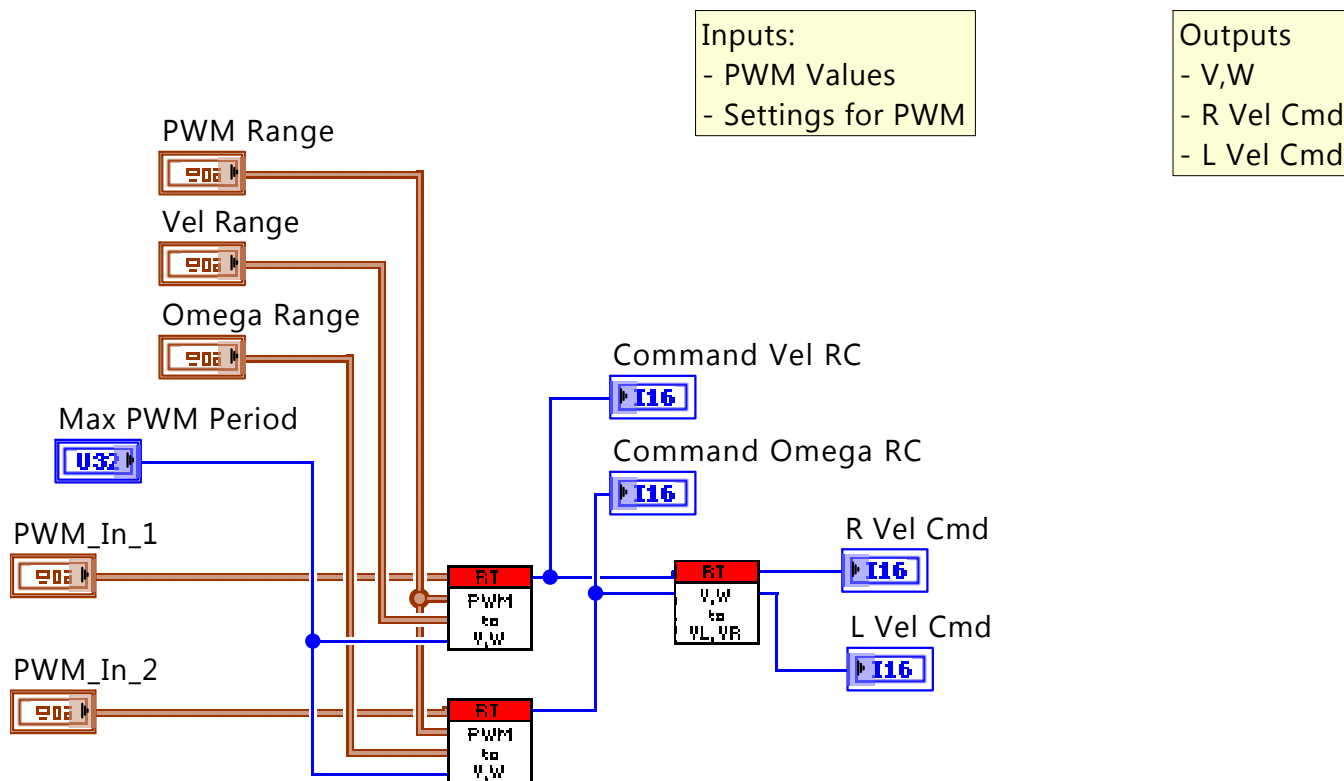 Inputs:
- PWM Values
- Settings for PWM
Outputs
- V,W
- R Vel Cmd
- L Vel Cmd
PWM Range
Vel Range
Omega Range
Max PWM Period
U32
PWM_In_1
PWM_In_2
Command Vel RC
I16
Command Omega RC
I16
R Vel Cmd
I16
L Vel Cmd
I16
RT
PWM
to
V,W
RT
V,W
to
VL,VR
RT
PWM
to
V,W